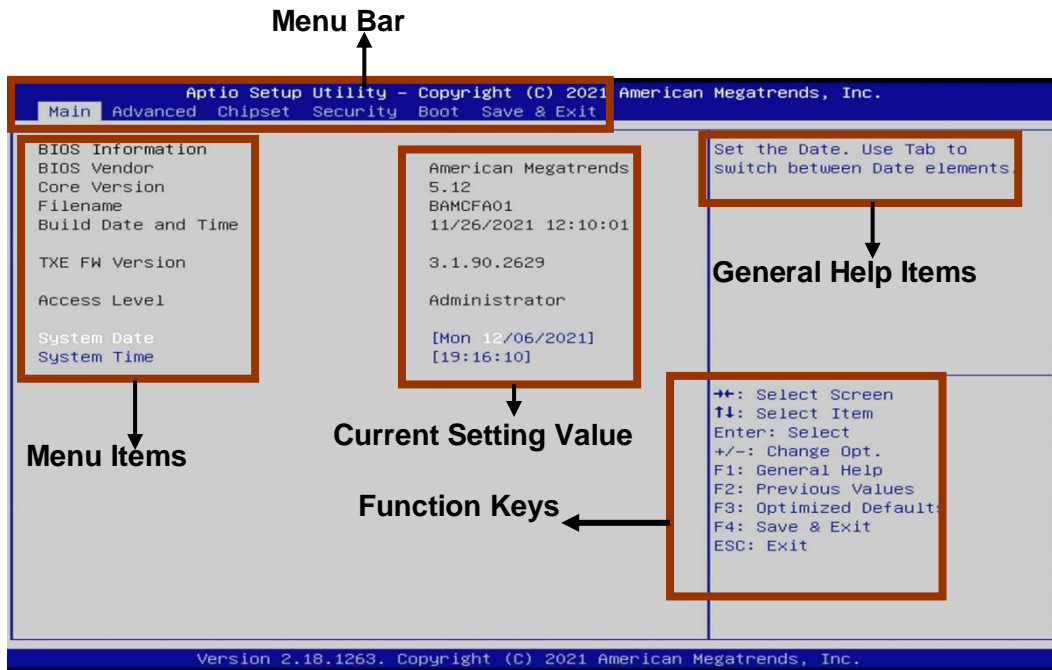 Menu Bar
Aptio Setup Utility – Copyright (C) 2021 American Megatrends, Inc.
Main Advanced Chipset Security Boot Save & Exit
BIOS Information
BIOS Vendor American Megatrends
Core Version 5.12
Filename BAMCFA01
Build Date and Time 11/26/2021 12:10:01
TXE FW Version 3.1.90.2629
Access Level Administrator
System Date [Mon 12/06/2021]
System Time [19:16:10]
Set the Date. Use Tab to
switch between Date elements.
General Help Items
Menu Items
Current Setting Value
Function Keys
→←: Select Screen
↑↓: Select Item
Enter: Select
+/-: Change Opt.
F1: General Help
F2: Previous Values
F3: Optimized Defaults
F4: Save & Exit
ESC: Exit
Version 2.18.1263. Copyright (C) 2021 American Megatrends, Inc.